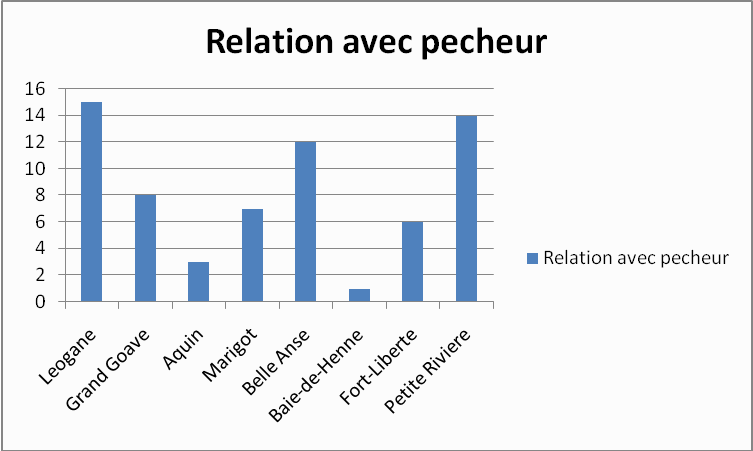 Relation avec pecheur
16
14
12
10
8
6
4
2
0
Leogane
Grand Goave
Aquin
Marigot
Belle Anse
Baie-de-Henne
Fort-Liberte
Petite Riviere
Relation avec pecheur